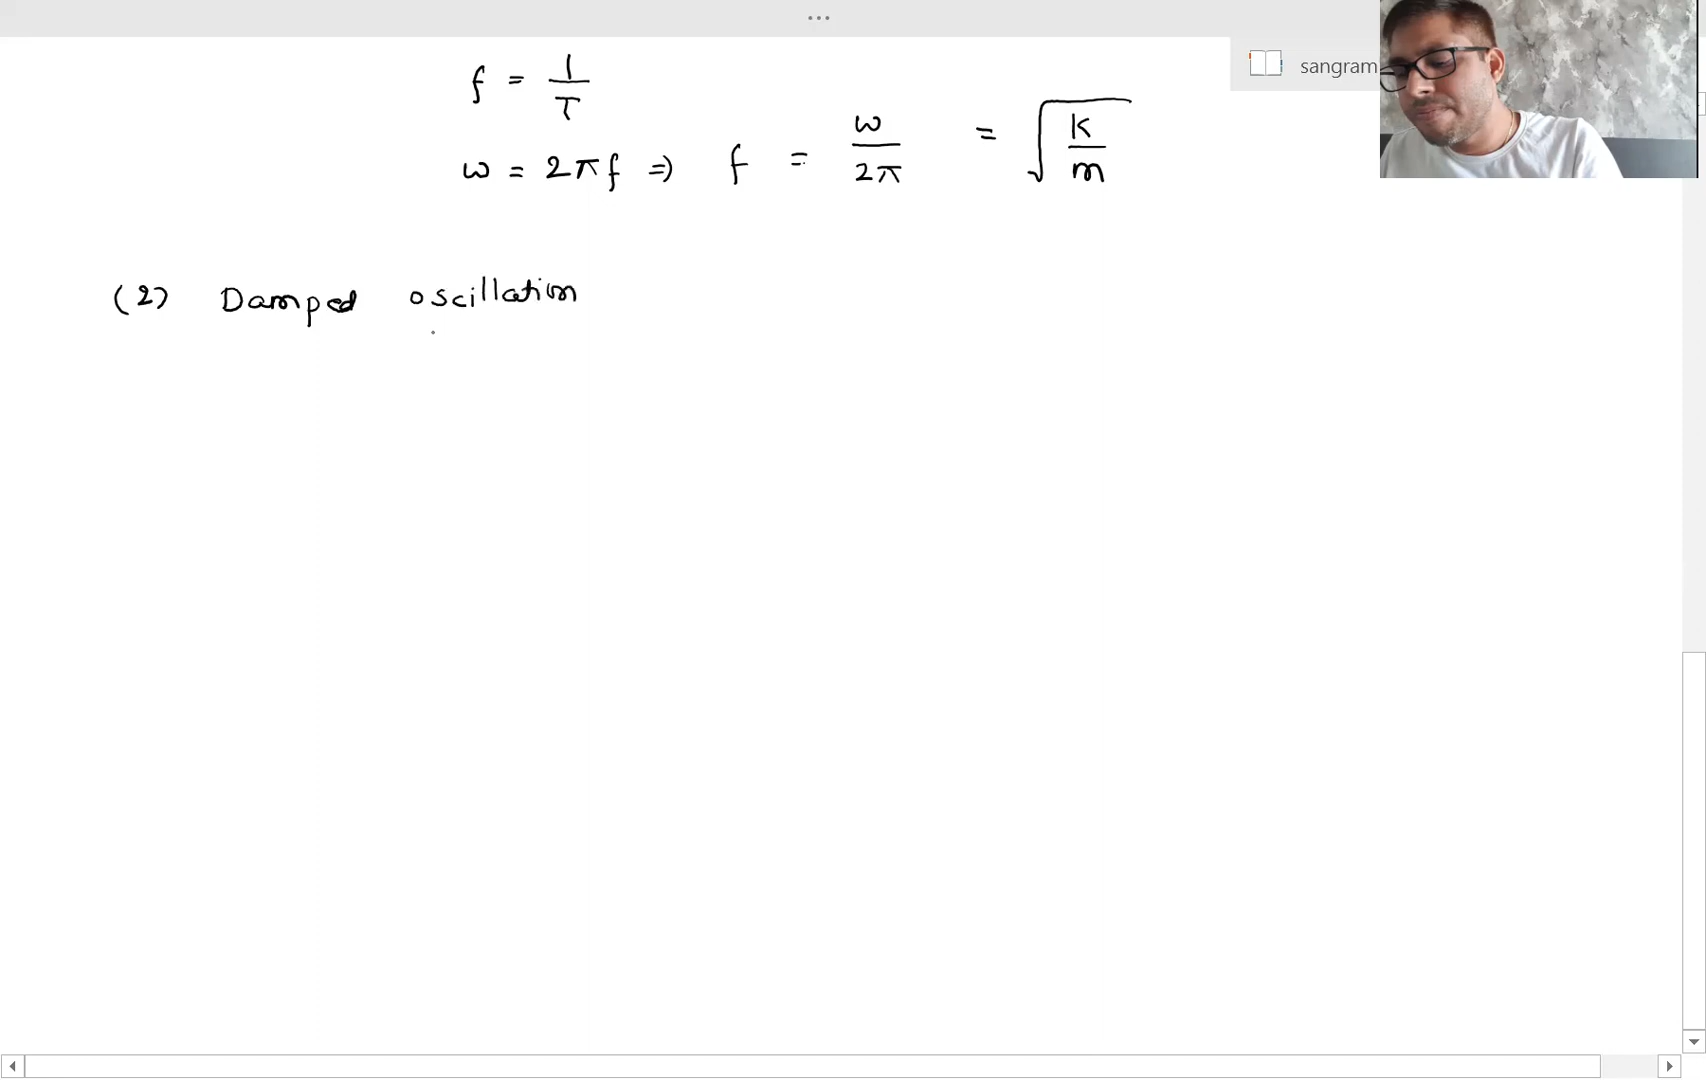 sangram
f = 1/T
ω = 2πf ⇒ f = ω/2π = √(k/m)
(2) Damped oscillation